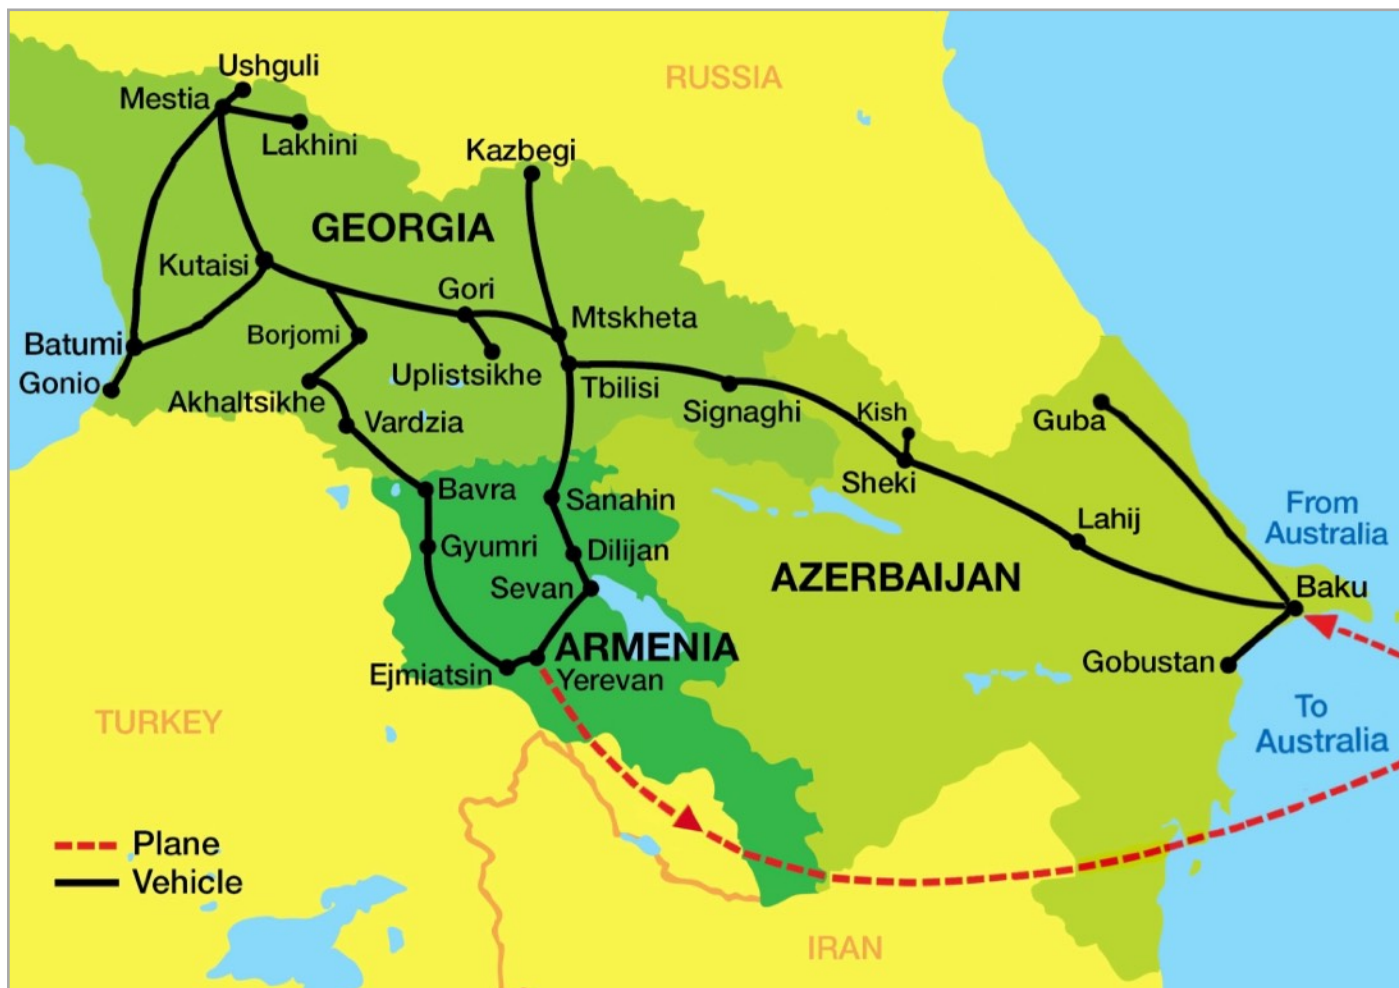 Ushguli
RUSSIA
Mestia
Lakhini
Kazbegi
GEORGIA
Kutaisi
Gori
Mtskheta
Borjomi
Batumi
Uplistsikhe
Gonio
Tbilisi
Akhaltsikhe
Signaghi
Kish
Guba
Vardzia
Sheki
Bavra
Sanahin
From
Australia
Lahij
Gyumri
Dilijan
Sevan
AZERBAIJAN
Baku
ARMENIA
Ejmiatsin
Yerevan
Gobustan
TURKEY
To
Australia
Plane
Vehicle
IRAN